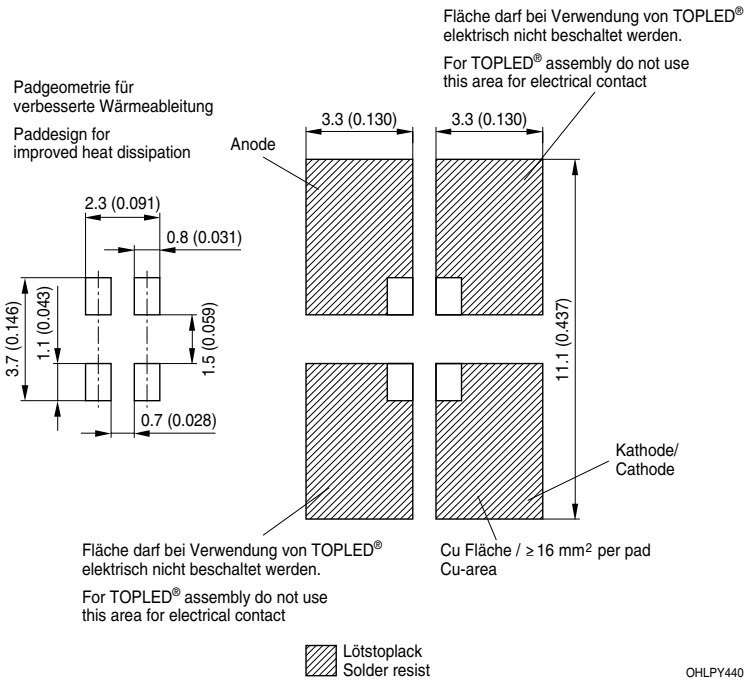 Fläche darf bei Verwendung von TOPLED®
elektrisch nicht beschaltet werden.
For TOPLED® assembly do not use
this area for electrical contact
Padgeometrie für
verbesserte Wärmeableitung
Paddesign for
improved heat dissipation
Anode
3.3 (0.130)
3.3 (0.130)
2.3 (0.091)
0.8 (0.031)
3.7 (0.146)
1.1 (0.043)
1.5 (0.059)
11.1 (0.437)
0.7 (0.028)
Kathode/
Cathode
Fläche darf bei Verwendung von TOPLED®
elektrisch nicht beschaltet werden.
For TOPLED® assembly do not use
this area for electrical contact
Cu Fläche / ≥ 16 mm² per pad
Cu-area
Lötstoplack
Solder resist
OHLPY440